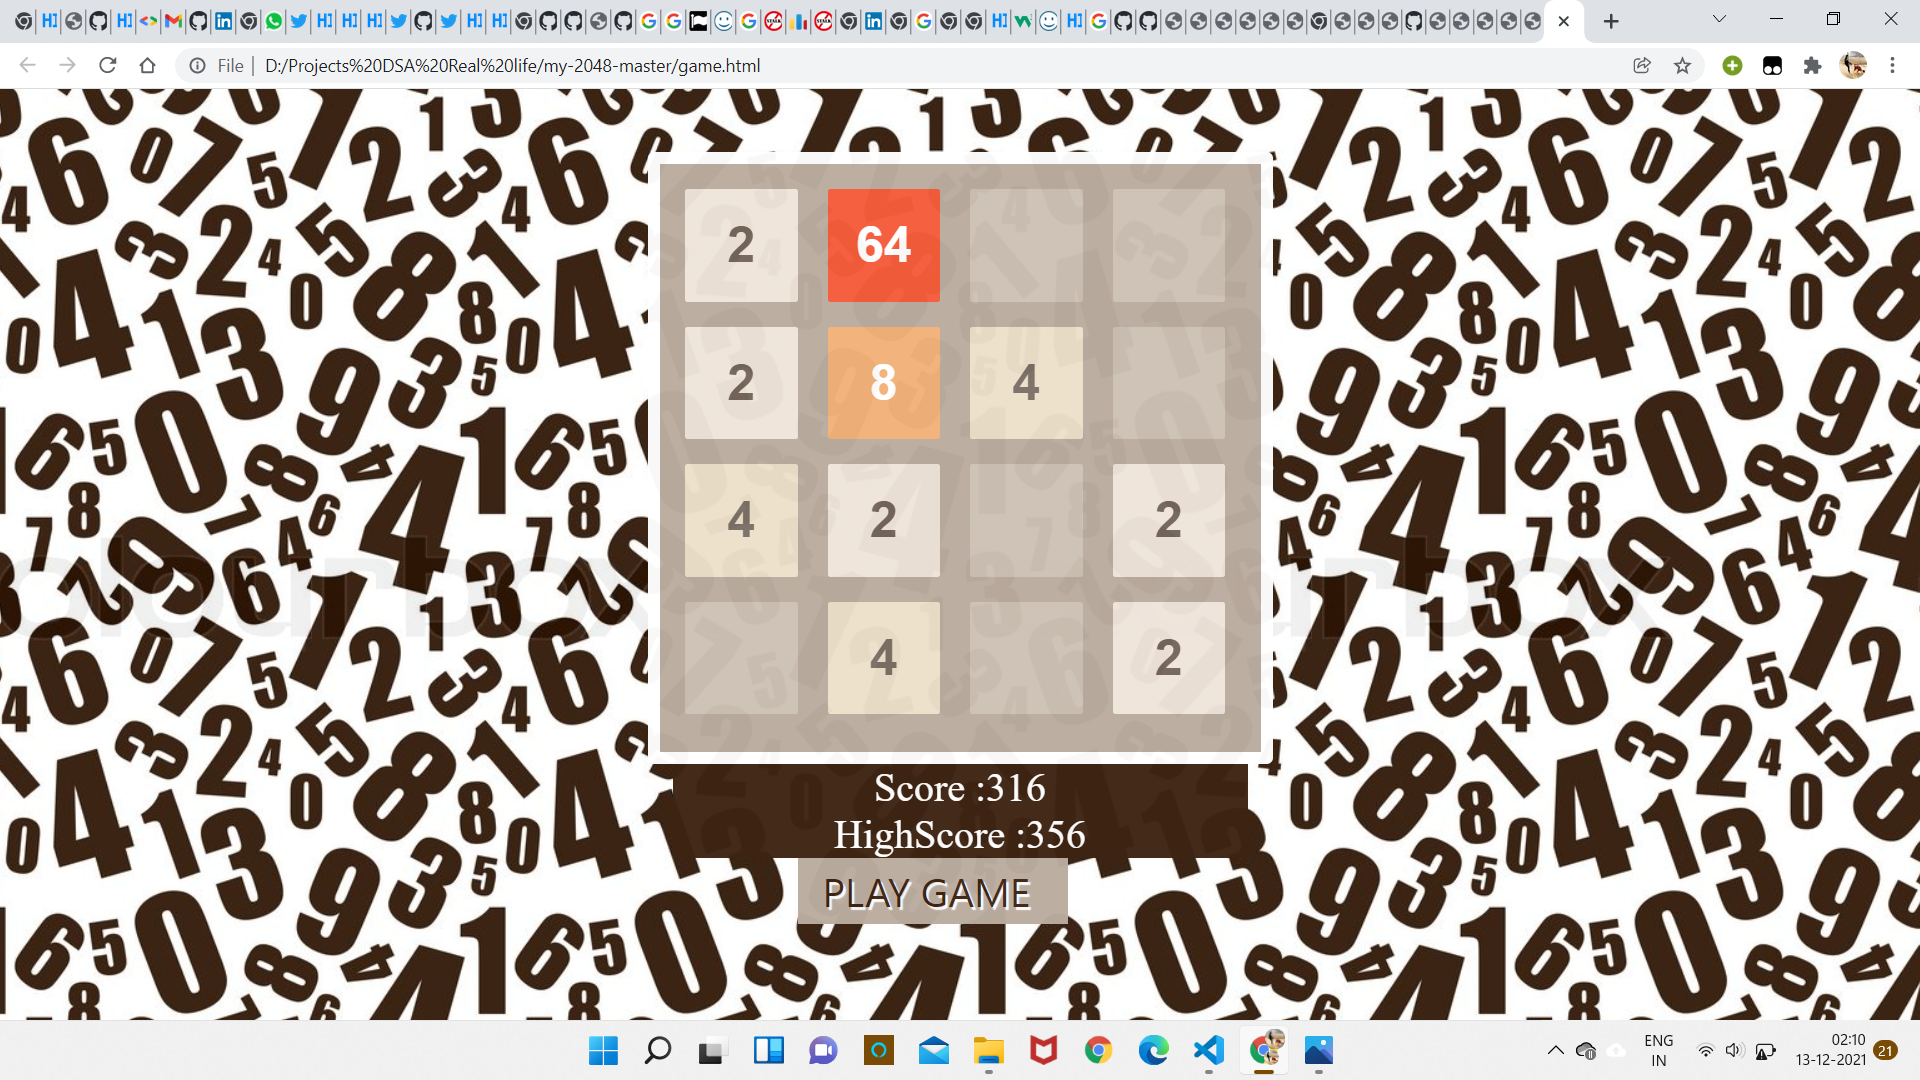 File | D:/Projects%20DSA%20Real%20life/my-2048-master/game.html
2 64
2 8 4
4 2 2
4 2
Score :316
HighScore :356
PLAY GAME
ENG
IN
02:10
13-12-2021
21